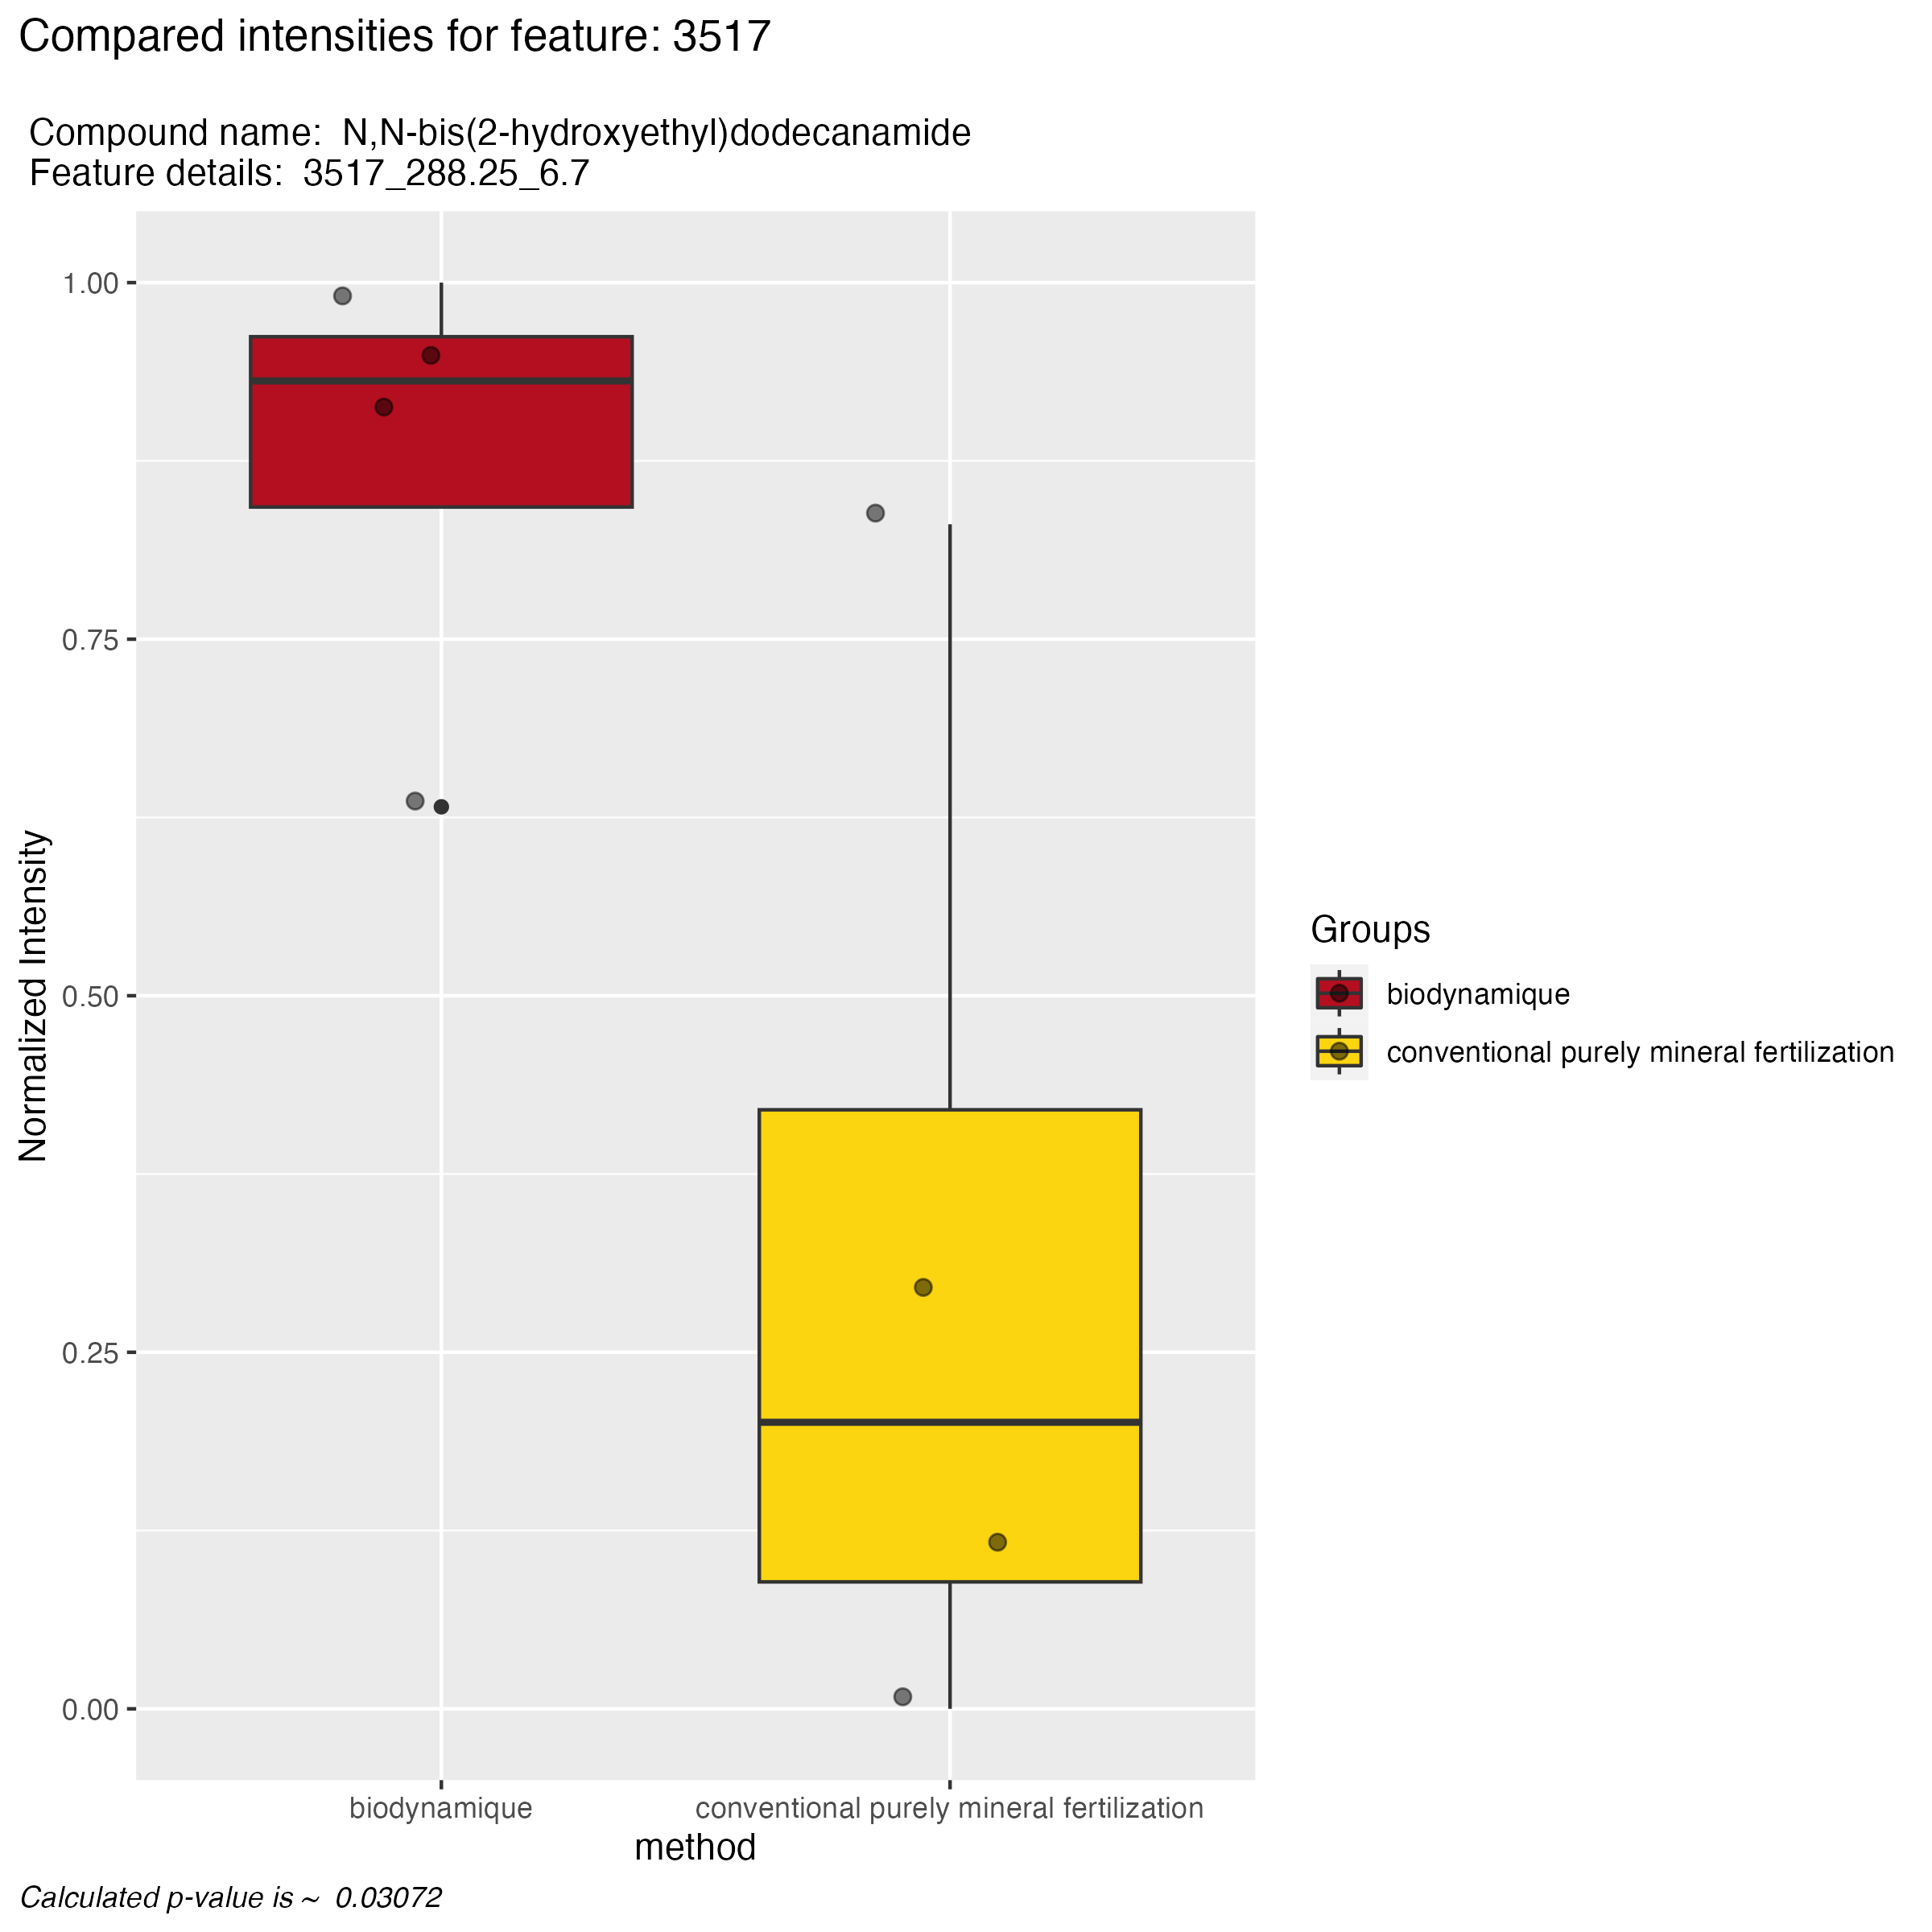 Compared intensities for feature: 3517
Compound name:  N,N-bis(2-hydroxyethyl)dodecanamide
Feature details:  3517_288.25_6.7
1.00
0.75
0.50
0.25
0.00
Normalized Intensity
biodynamique
conventional purely mineral fertilization
method
Groups
biodynamique
conventional purely mineral fertilization
Calculated p-value is ~  0.03072